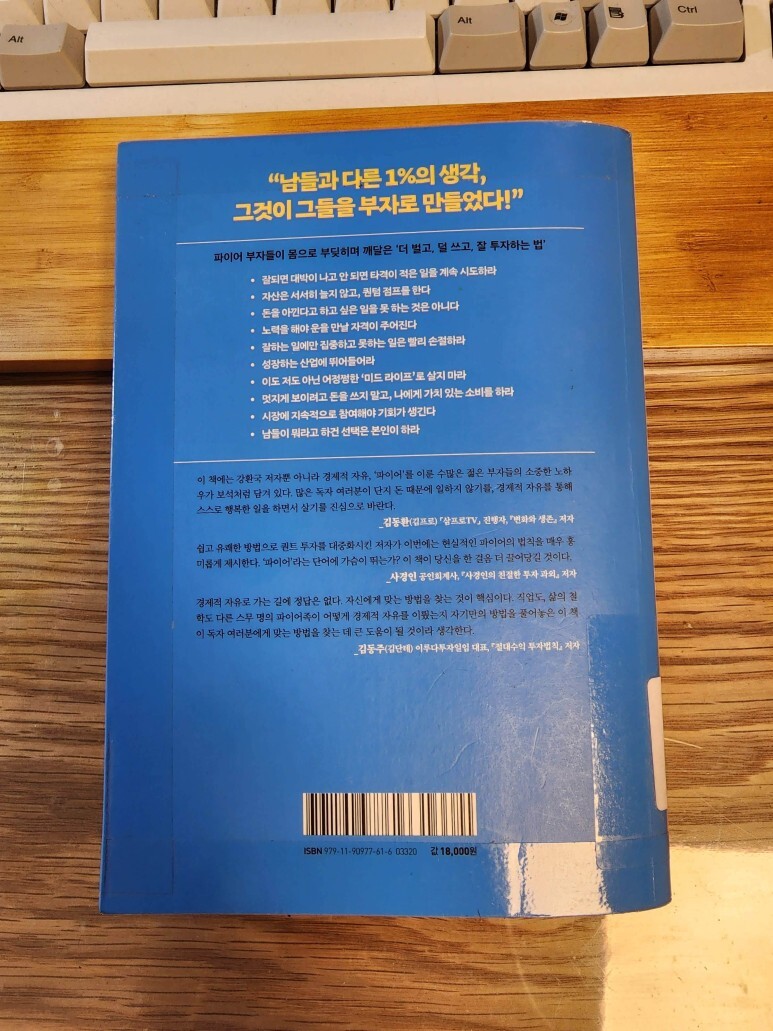 Alt
Alt
Ctrl
“남들과 다른 1%의 생각,
그것이 그들을 부자로 만들었다!”
파이어 부자들이 몸으로 부딪히며 깨달은 ‘더 벌고, 덜 쓰고, 잘 투자하는 법’
• 잘되면 대박이 나고 안 되면 타격이 적은 일을 계속 시도하라
• 자산은 서서히 늘지 않고, 퀀텀 점프를 한다
• 돈을 아낀다고 하고 싶은 일을 못 하는 것은 아니다
• 노력을 해야 운을 만날 자격이 주어진다
• 잘하는 일에만 집중하고 못하는 일은 빨리 손절하라
• 성장하는 산업에 뛰어들어라
• 이도 저도 아닌 어정쩡한 ‘미드 라이프’로 살지 마라
• 멋지게 보이려고 돈을 쓰지 말고, 나에게 가치 있는 소비를 하라
• 시장에 지속적으로 참여해야 기회가 생긴다
• 남들이 뭐라고 하건 선택은 본인이 하라
이 책에는 강환국 저자뿐 아니라 경제적 자유, ‘파이어’를 이룬 수많은 젊은 부자들의 소중한 노하
우가 보석처럼 담겨 있다. 많은 독자 여러분이 단지 돈 때문에 일하지 않기를, 경제적 자유를 통해
스스로 행복한 일을 하면서 살기를 진심으로 바란다.
_김동환(김프로) 『삼프로TV』 진행자, 『변화와 생존』 저자
쉽고 유쾌한 방법으로 퀀트 투자를 대중화시킨 저자가 이번에는 현실적인 파이어의 법칙을 매우 흥
미롭게 제시한다. ‘파이어’라는 단어에 가슴이 뛰는가? 이 책이 당신을 한 걸음 더 끌어당길 것이다.
_사경인 공인회계사, 『사경인의 친절한 투자 과외』 저자
경제적 자유로 가는 길에 정답은 없다. 자신에게 맞는 방법을 찾는 것이 핵심이다. 직업도, 삶의 철
학도 다른 스무 명의 파이어족이 어떻게 경제적 자유를 이뤘는지 자기만의 방법을 풀어놓은 이 책
이 독자 여러분에게 맞는 방법을 찾는 데 큰 도움이 될 것이라 생각한다.
_김동주(김단테) 이루다투자일임 대표, 『절대수익 투자법칙』 저자
ISBN 979-11-90977-61-6 03320 값 18,000원